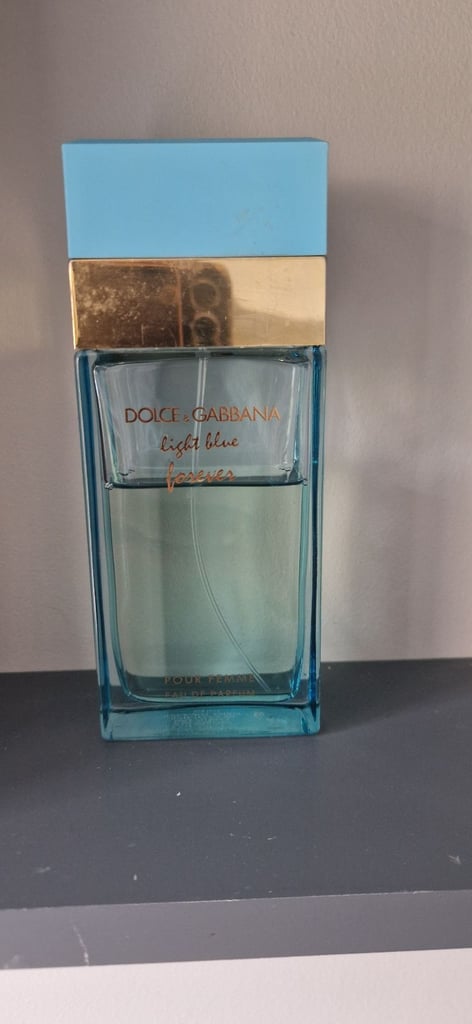 DOLCE & GABBANA
light blue
forever
POUR FEMME
EAU DE PARFUM